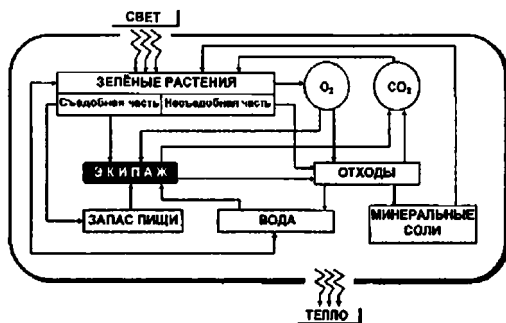 СВЕТ
ЗЕЛЁНЫЕ РАСТЕНИЯ
Съедобная часть
Несъедобная часть
O₂
CO₂
ЭКИПАЖ
ОТХОДЫ
ЗАПАС ПИЩИ
ВОДА
МИНЕРАЛЬНЫЕ
СОЛИ
ТЕПЛО